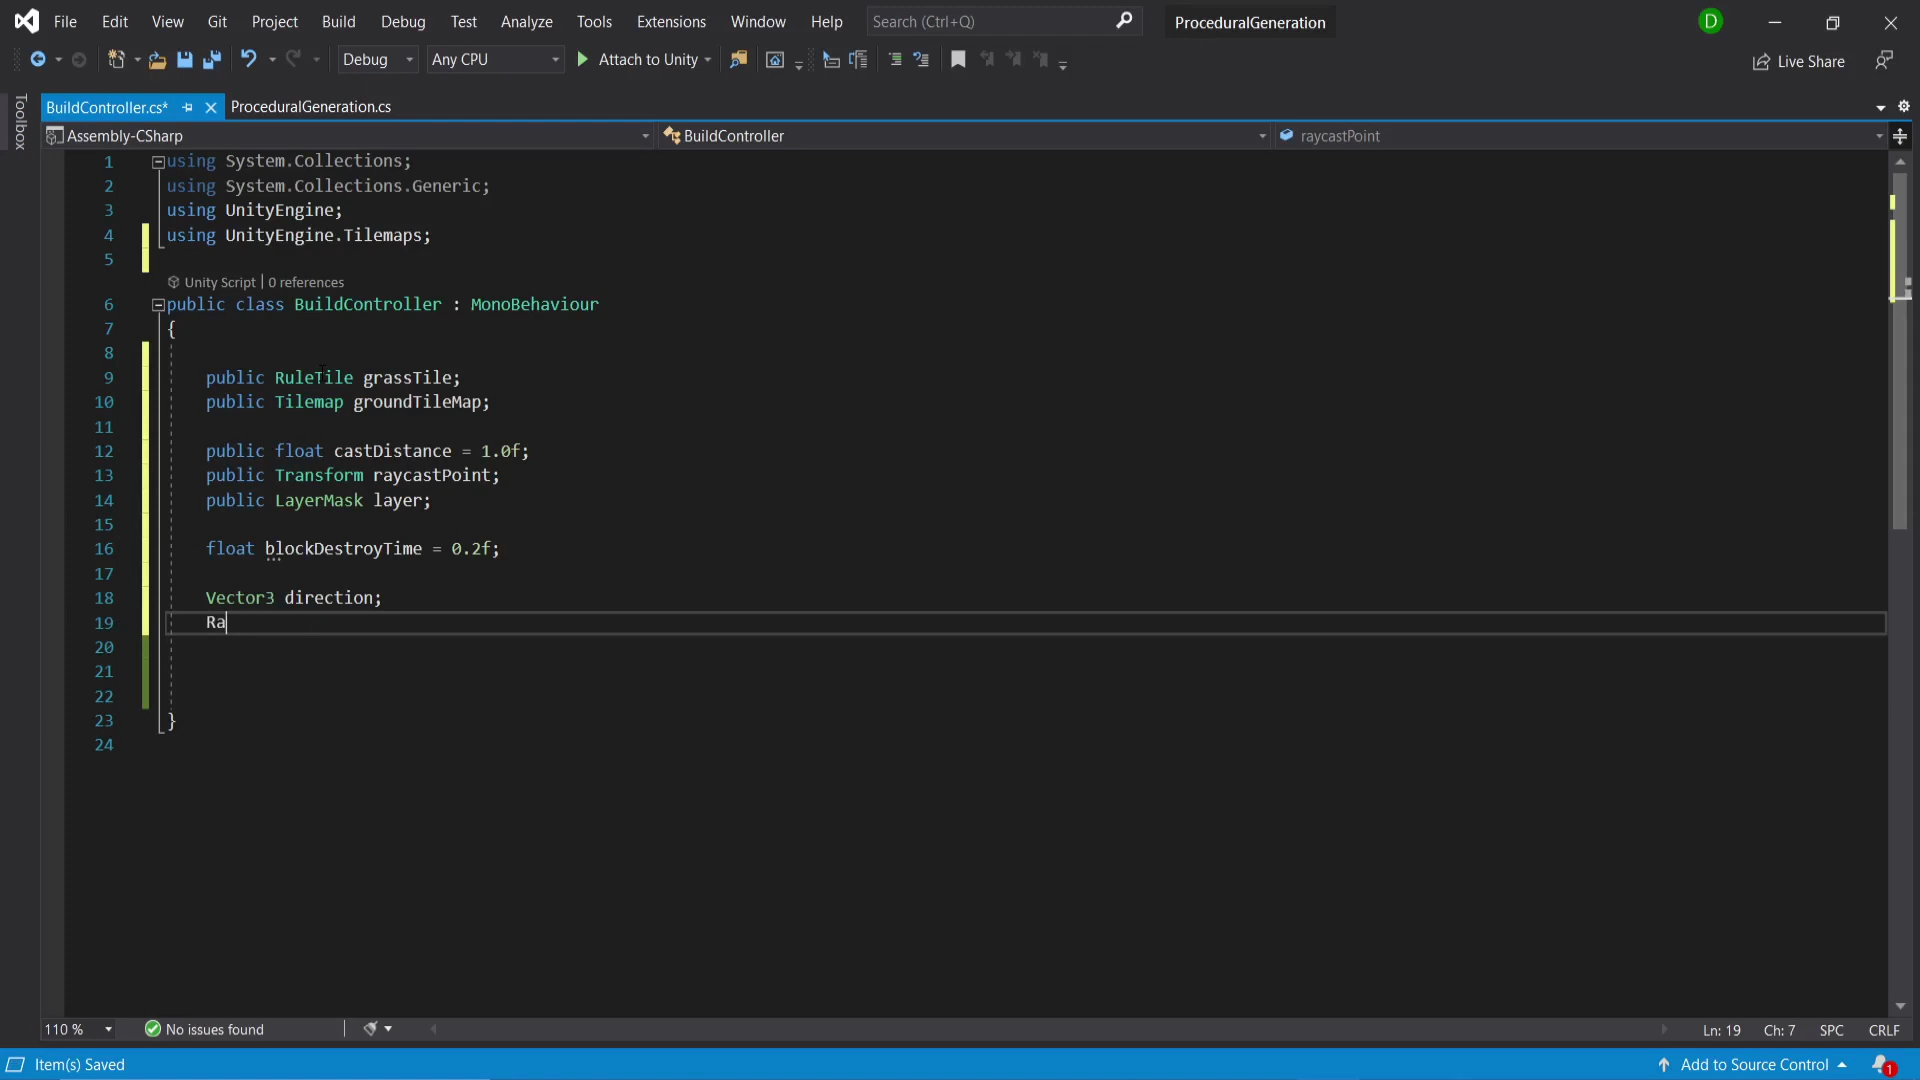 File Edit View Git Project Build Debug Test Analyze Tools Extensions Window Help Search (Ctrl+Q) ProceduralGeneration D
Debug Any CPU Attach to Unity Live Share
Toolbox
BuildController.cs* ProceduralGeneration.cs
Assembly-CSharp BuildController raycastPoint
1 using System.Collections;
2 using System.Collections.Generic;
3 using UnityEngine;
4 using UnityEngine.Tilemaps;
5
Unity Script | 0 references
6 public class BuildController : MonoBehaviour
7 {
8
9 public RuleTile grassTile;
10 public Tilemap groundTileMap;
11
12 public float castDistance = 1.0f;
13 public Transform raycastPoint;
14 public LayerMask layer;
15
16 float blockDestroyTime = 0.2f;
17
18 Vector3 direction;
19 Ra
20
21
22
23 }
24
110 % No issues found Ln: 19 Ch: 7 SPC CRLF
Item(s) Saved Add to Source Control 1